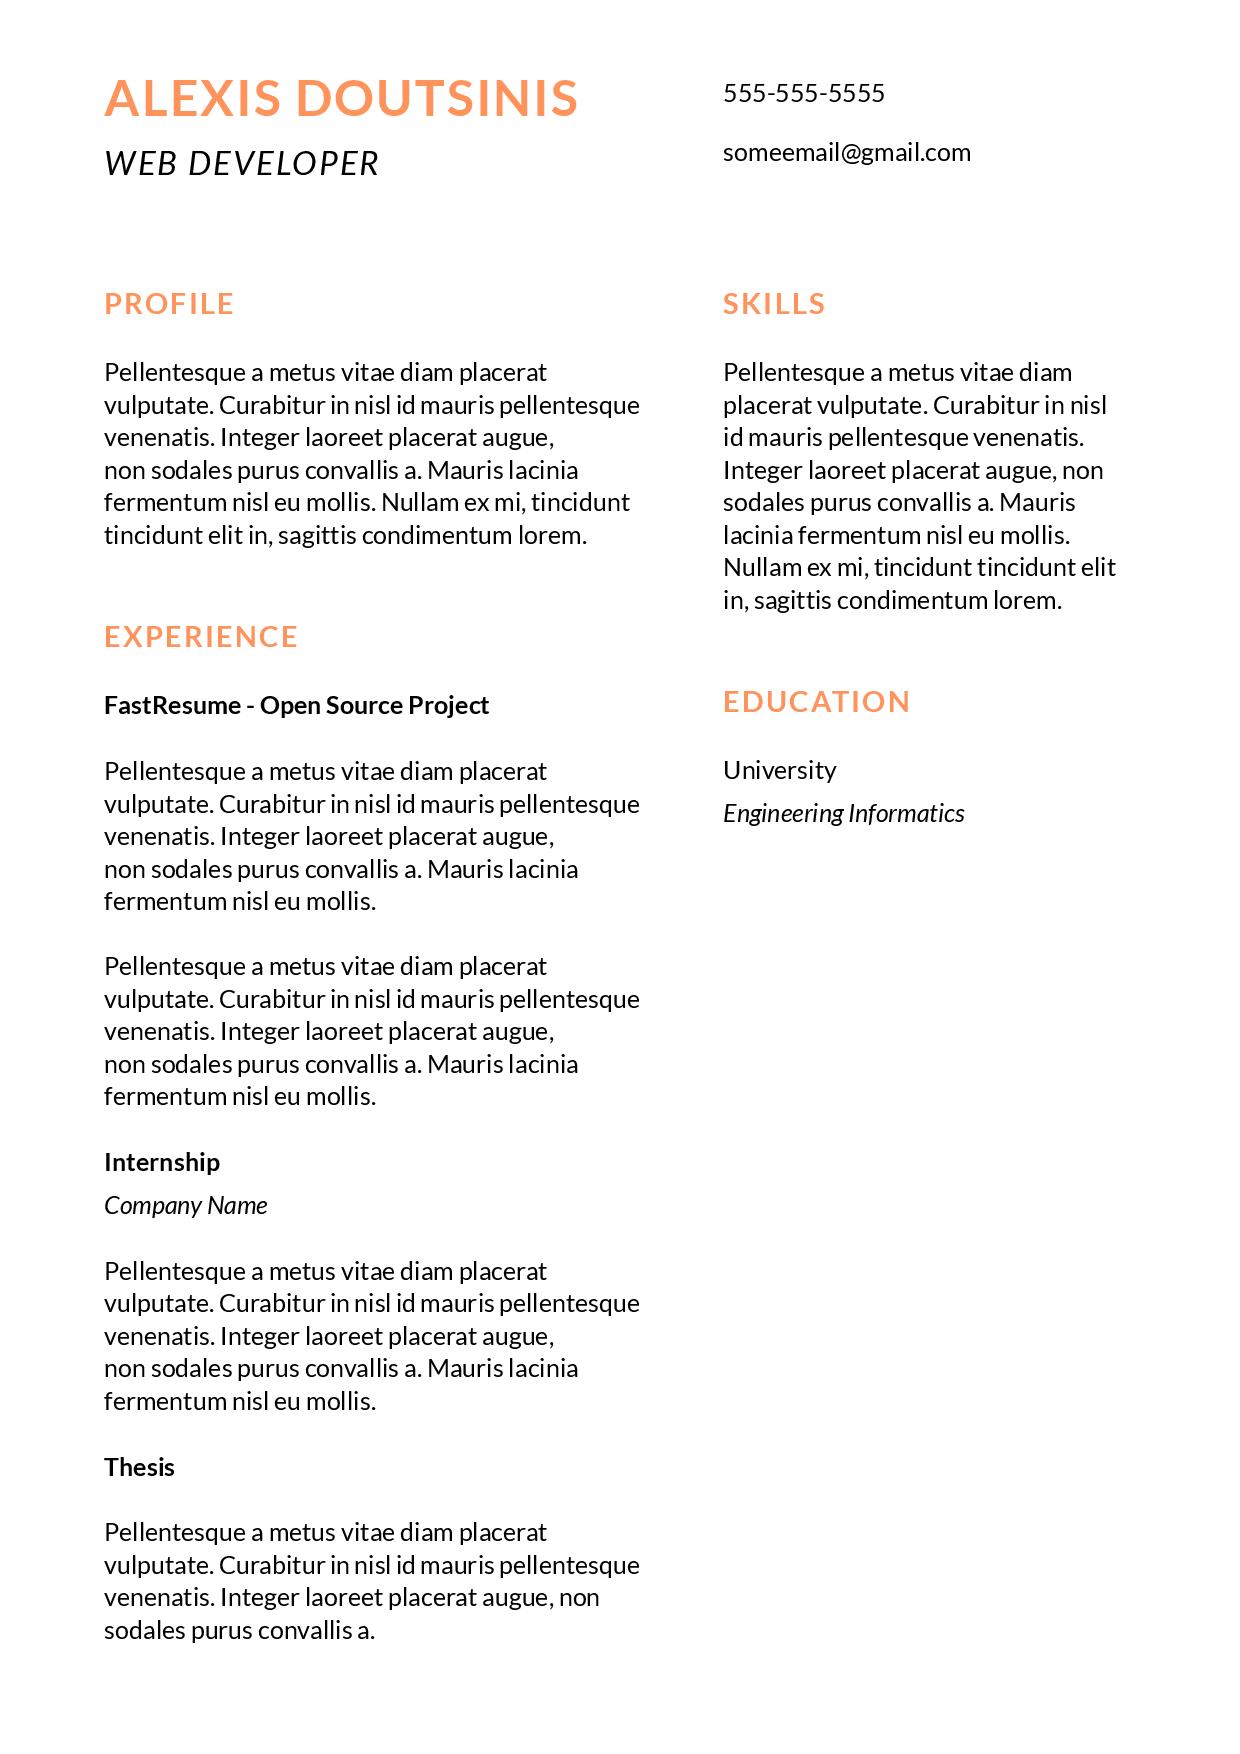 ALEXIS DOUTSINIS
WEB DEVELOPER
555-555-5555
someemail@gmail.com
PROFILE
Pellentesque a metus vitae diam placerat
vulputate. Curabitur in nisl id mauris pellentesque
venenatis. Integer laoreet placerat augue,
non sodales purus convallis a. Mauris lacinia
fermentum nisl eu mollis. Nullam ex mi, tincidunt
tincidunt elit in, sagittis condimentum lorem.
EXPERIENCE
FastResume - Open Source Project
Pellentesque a metus vitae diam placerat
vulputate. Curabitur in nisl id mauris pellentesque
venenatis. Integer laoreet placerat augue,
non sodales purus convallis a. Mauris lacinia
fermentum nisl eu mollis.
Pellentesque a metus vitae diam placerat
vulputate. Curabitur in nisl id mauris pellentesque
venenatis. Integer laoreet placerat augue,
non sodales purus convallis a. Mauris lacinia
fermentum nisl eu mollis.
Internship
Company Name
Pellentesque a metus vitae diam placerat
vulputate. Curabitur in nisl id mauris pellentesque
venenatis. Integer laoreet placerat augue,
non sodales purus convallis a. Mauris lacinia
fermentum nisl eu mollis.
Thesis
Pellentesque a metus vitae diam placerat
vulputate. Curabitur in nisl id mauris pellentesque
venenatis. Integer laoreet placerat augue, non
sodales purus convallis a.
SKILLS
Pellentesque a metus vitae diam
placerat vulputate. Curabitur in nisl
id mauris pellentesque venenatis.
Integer laoreet placerat augue, non
sodales purus convallis a. Mauris
lacinia fermentum nisl eu mollis.
Nullam ex mi, tincidunt tincidunt elit
in, sagittis condimentum lorem.
EDUCATION
University
Engineering Informatics